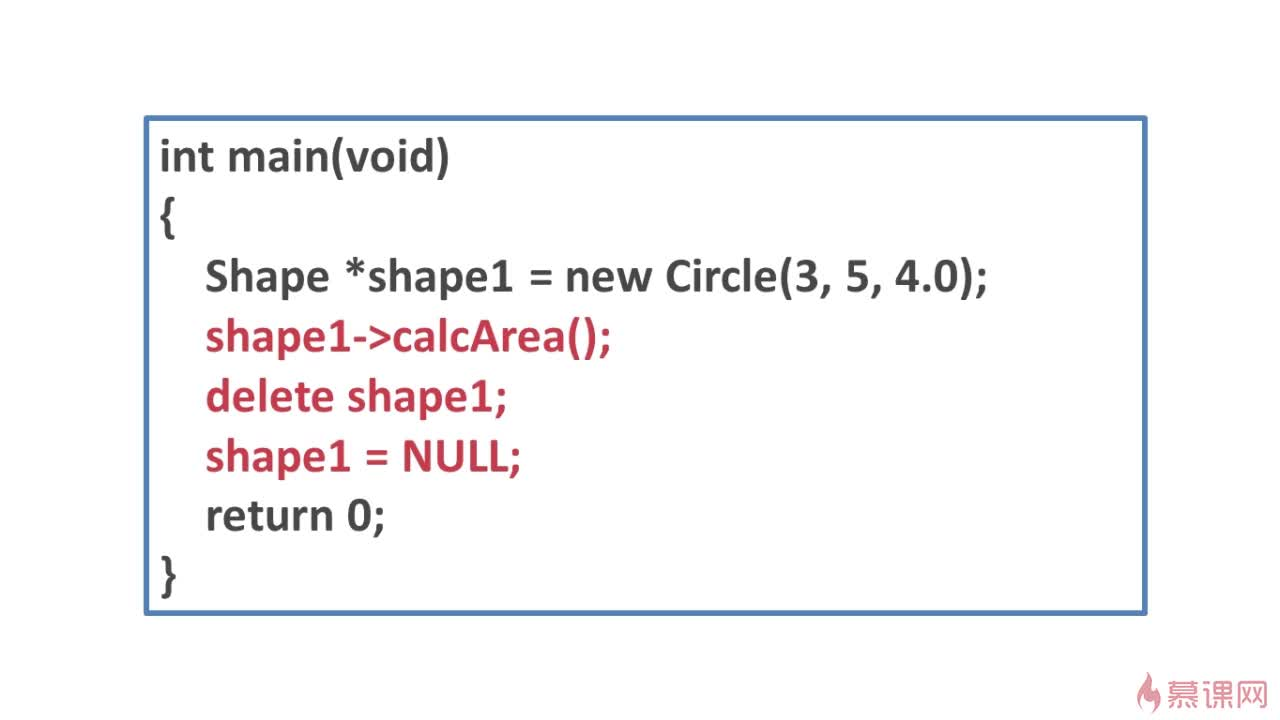 int main(void)
{
Shape *shape1 = new Circle(3, 5, 4.0);
shape1->calcArea();
delete shape1;
shape1 = NULL;
return 0;
}
慕课网